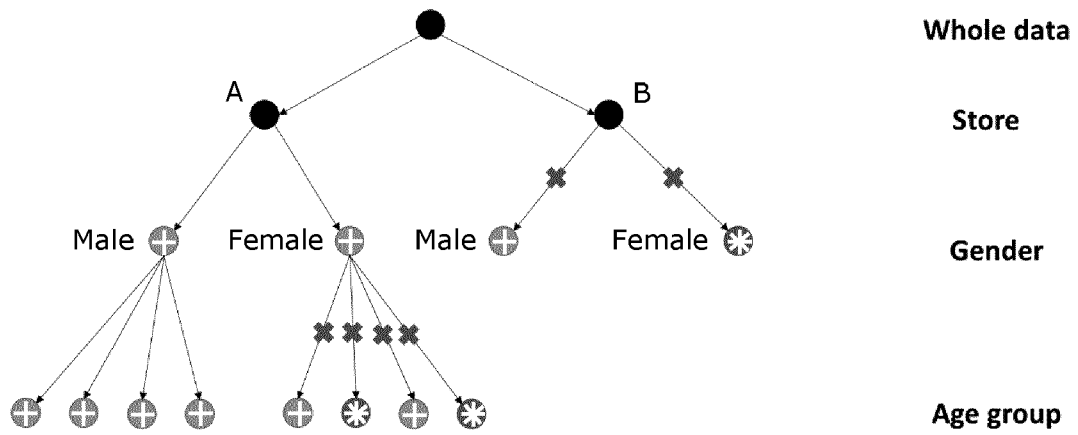 Whole data
A
B
Store
Male
Female
Male
Female
Gender
Age group